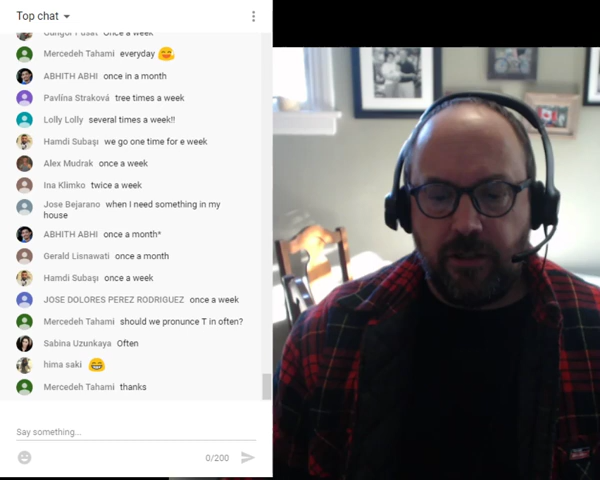 Top chat
once a week
Mercedeh Tahami everyday
ABHITH ABHI once in a month
Pavlína Straková tree times a week
Lolly Lolly several times a week!!
Hamdi Subaşı we go one time for e week
Alex Mudrak once a week
Ina Klimko twice a week
Jose Bejarano when I need something in my
house
ABHITH ABHI once a month*
Gerald Lisnawati once a month
Hamdi Subaşı once a week
JOSE DOLORES PEREZ RODRIGUEZ once a week
Mercedeh Tahami should we pronunce T in often?
Sabina Uzunkaya Often
hima saki
Mercedeh Tahami thanks
Say something...
0/200